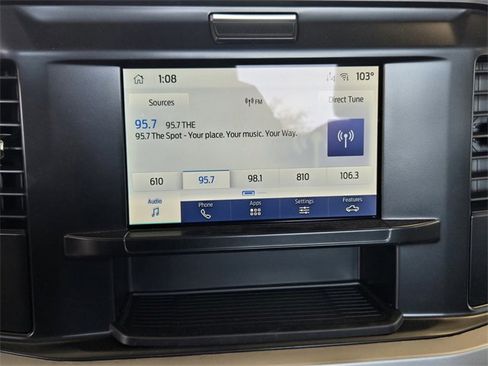 1:08 103°
Sources FM Direct Tune
95.7 95.7 THE
95.7 The Spot - Your place. Your music. Your Way.
610 95.7 98.1 810 106.3
Audio Phone Apps Settings Features